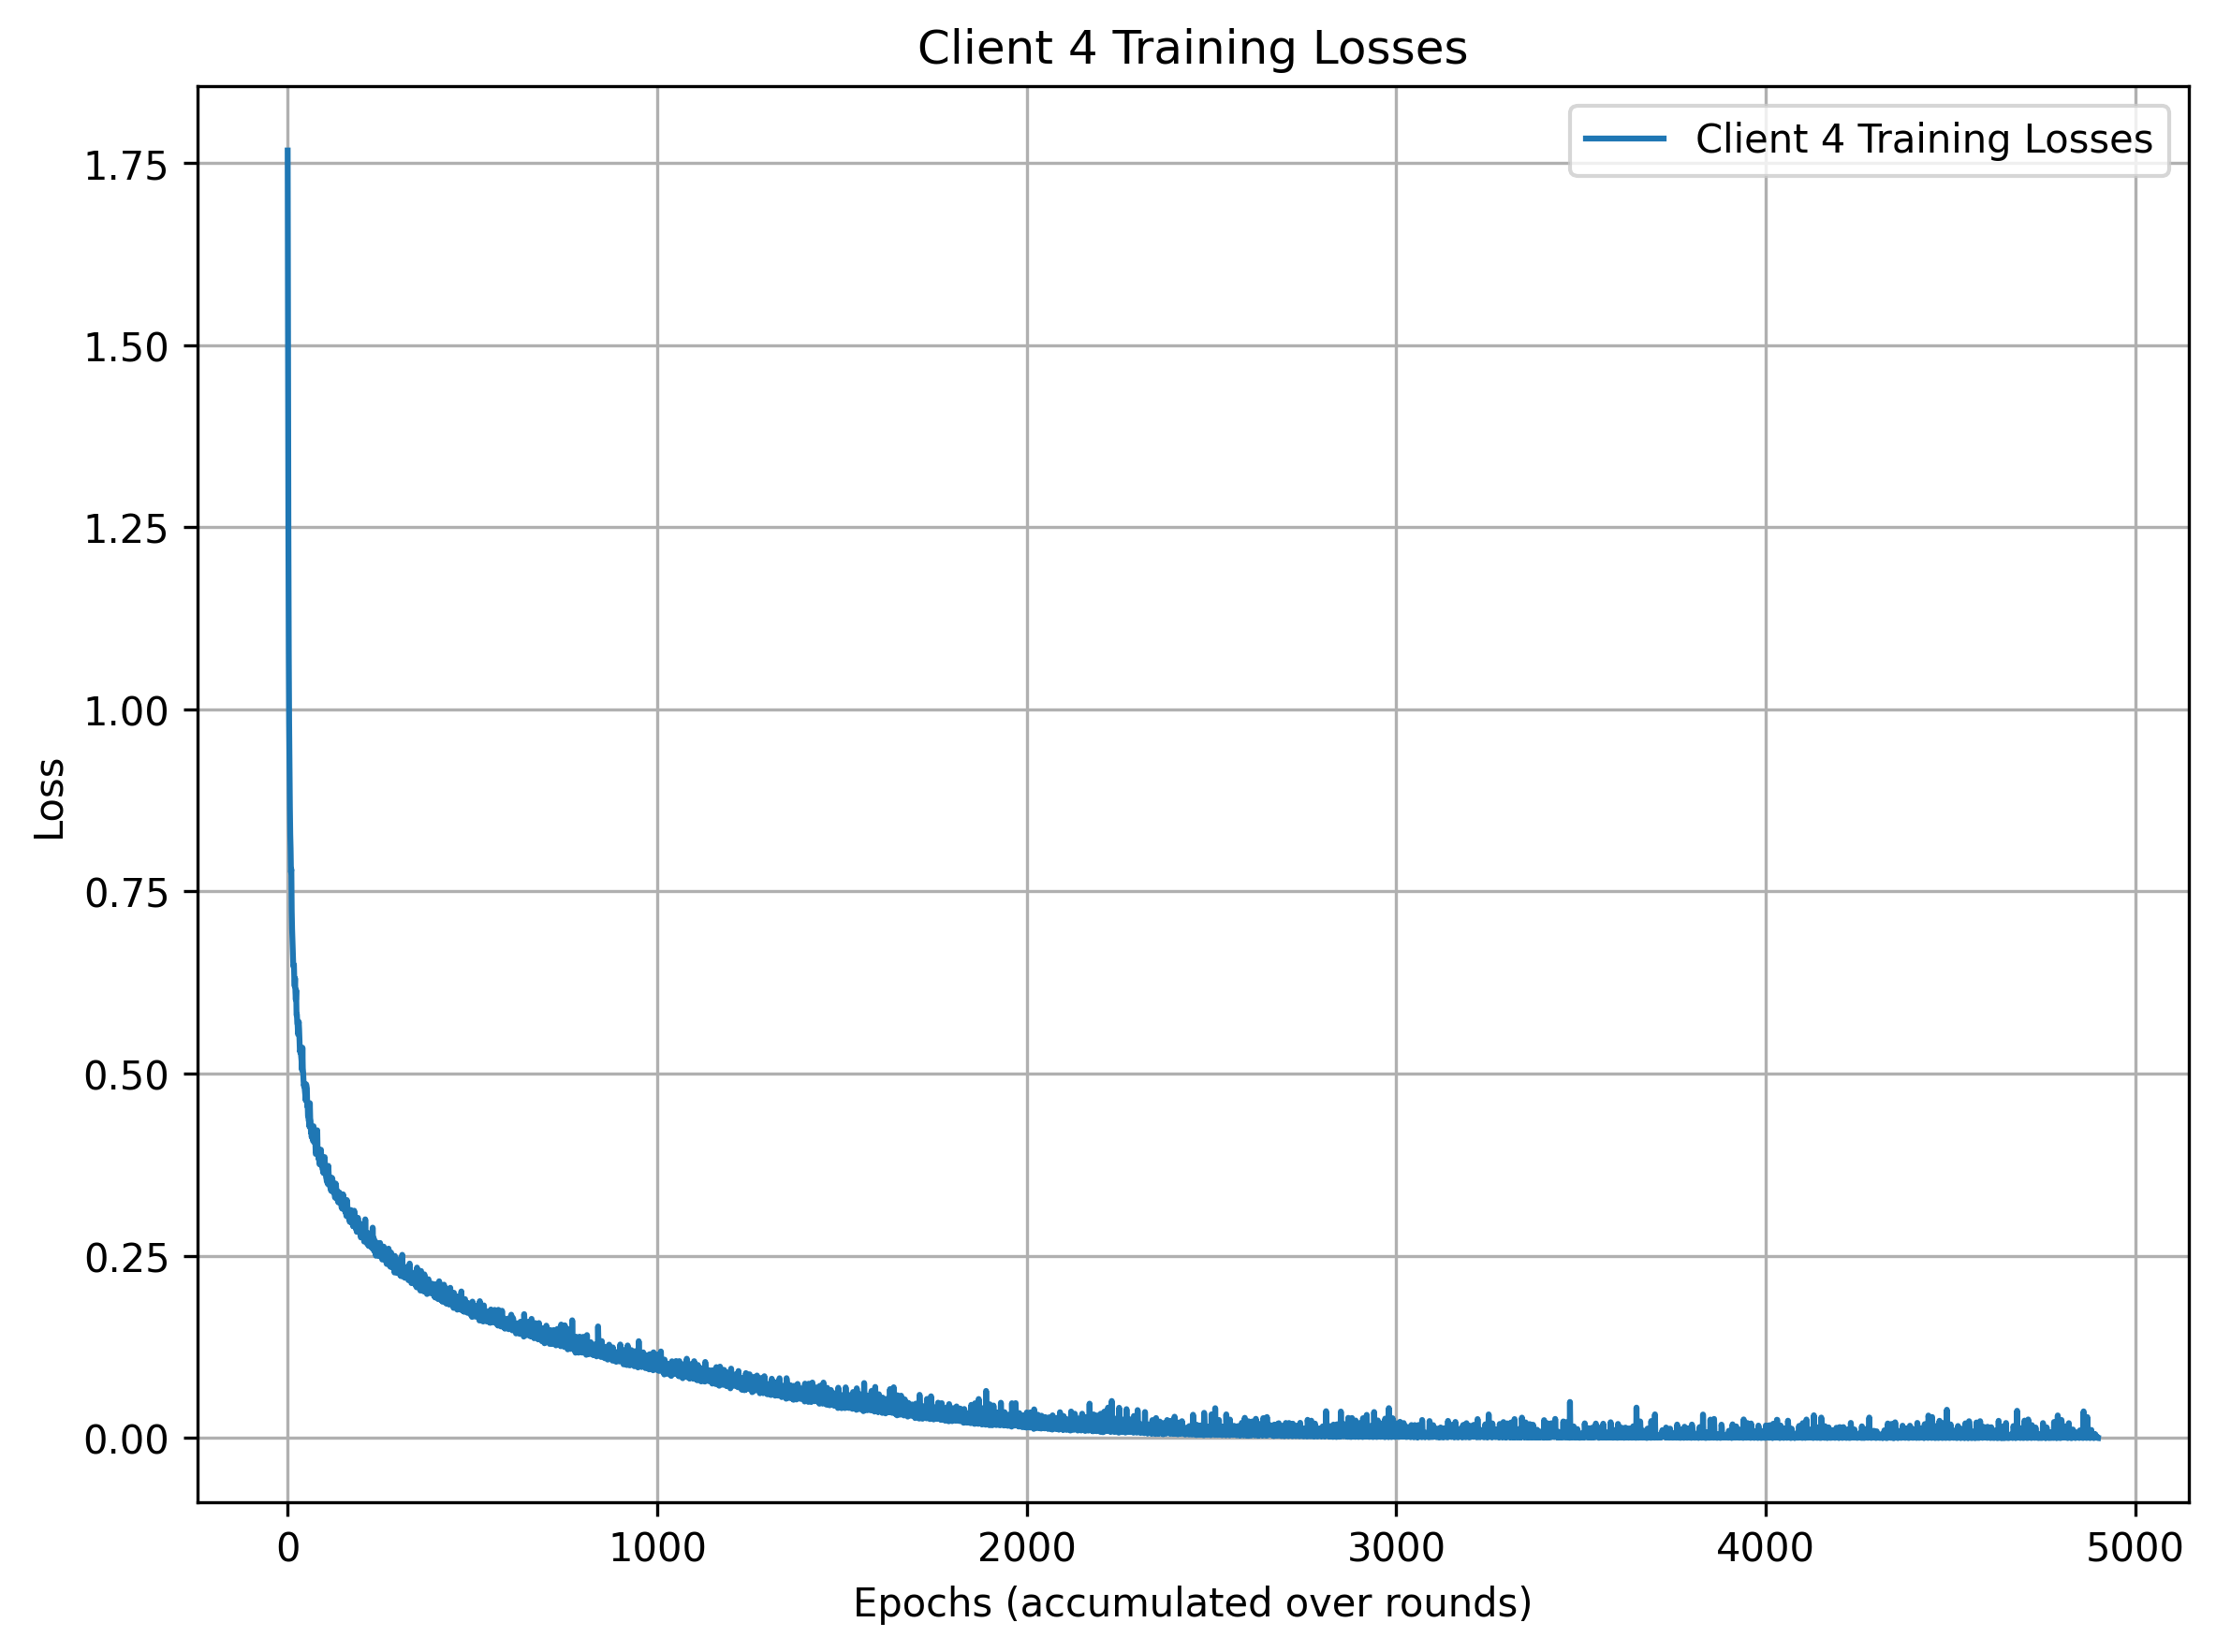 Client 4 Training Losses
Client 4 Training Losses
1.75
1.50
1.25
1.00
0.75
0.50
0.25
0.00
Loss
0 1000 2000 3000 4000 5000
Epochs (accumulated over rounds)